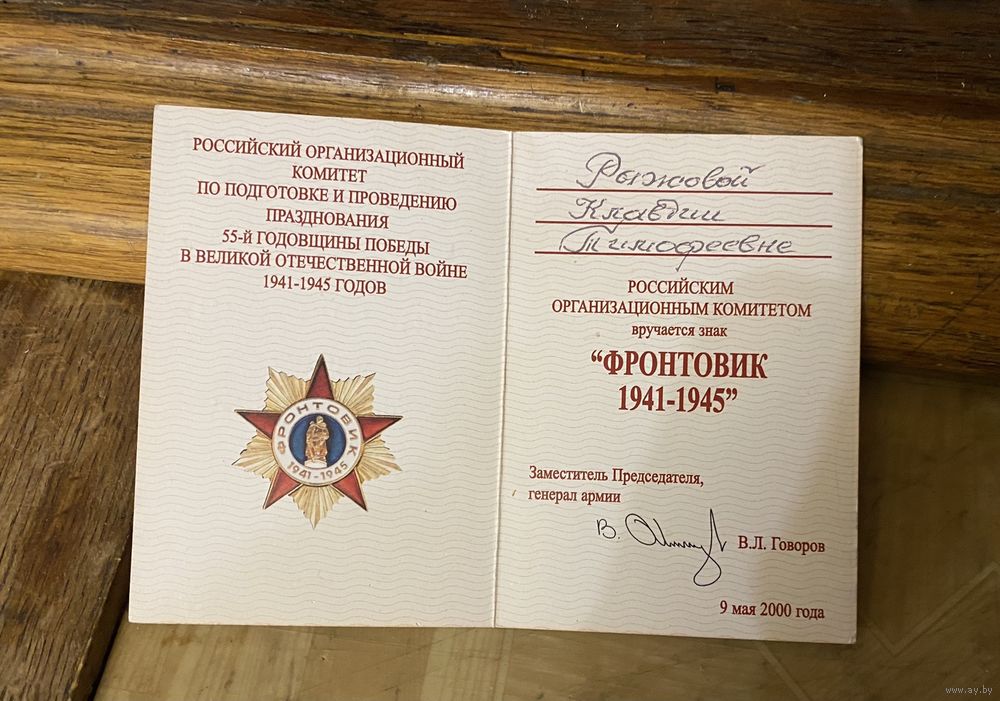 РОССИЙСКИЙ ОРГАНИЗАЦИОННЫЙ
КОМИТЕТ
ПО ПОДГОТОВКЕ И ПРОВЕДЕНИЮ
ПРАЗДНОВАНИЯ
55-й ГОДОВЩИНЫ ПОБЕДЫ
В ВЕЛИКОЙ ОТЕЧЕСТВЕННОЙ ВОЙНЕ
1941-1945 ГОДОВ
ФРОНТОВИК
1941-1945
Рыжовой
Клавдии
Тимофеевне
РОССИЙСКИМ
ОРГАНИЗАЦИОННЫМ КОМИТЕТОМ
вручается знак
“ФРОНТОВИК
1941-1945”
Заместитель Председателя,
генерал армии
В.Л. Говоров
9 мая 2000 года
www.ay.by